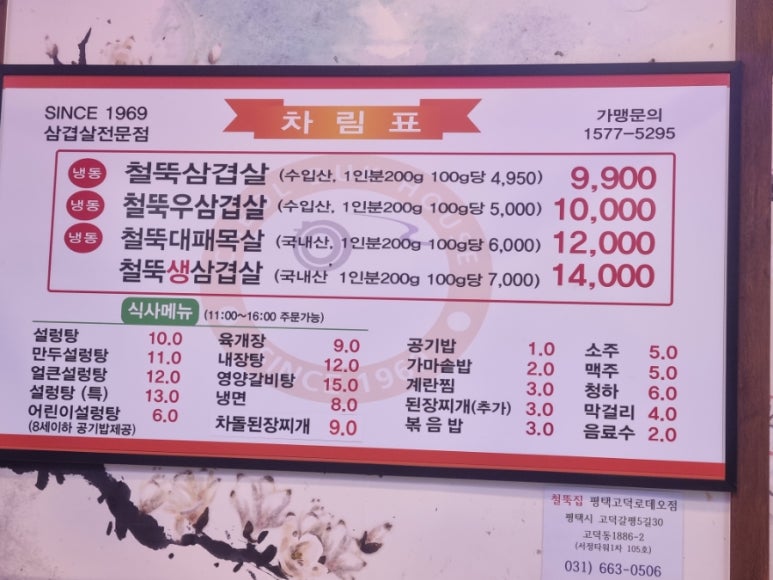 SINCE 1969
삼겹살전문점
차림표
가맹문의
1577-5295
냉동 철뚝삼겹살 (수입산, 1인분200g 100g당 4,950) 9,900
냉동 철뚝우삼겹살 (수입산, 1인분200g 100g당 5,000) 10,000
냉동 철뚝대패목살 (국내산, 1인분200g 100g당 6,000) 12,000
철뚝생삼겹살 (국내산 1인분200g 100g당 7,000) 14,000
식사메뉴 (11:00~16:00 주문가능)
설렁탕 10.0
만두설렁탕 11.0
얼큰설렁탕 12.0
설렁탕 (특) 13.0
어린이설렁탕 6.0
(8세이하 공기밥제공)
육개장 9.0
내장탕 12.0
영양갈비탕 15.0
냉면 8.0
차돌된장찌개 9.0
공기밥 1.0
가마솥밥 2.0
계란찜 3.0
된장찌개(추가) 3.0
볶음밥 3.0
소주 5.0
맥주 5.0
청하 6.0
막걸리 4.0
음료수 2.0
SINCE 196
철뚝집 평택고덕로데오점
평택시 고덕갈평5길30
고덕동1886-2
(서정타워1차 105호)
031) 663-0506